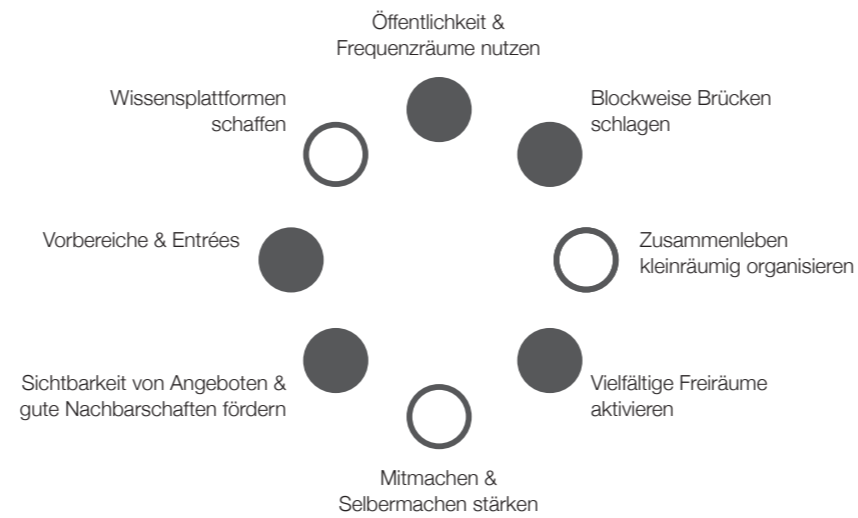 Öffentlichkeit &
Frequenzräume nutzen
Wissensplattformen
schaffen
Blockweise Brücken
schlagen
Vorbereiche & Entrées
Zusammenleben
kleinräumig organisieren
Sichtbarkeit von Angeboten &
gute Nachbarschaften fördern
Vielfältige Freiräume
aktivieren
Mitmachen &
Selbermachen stärken